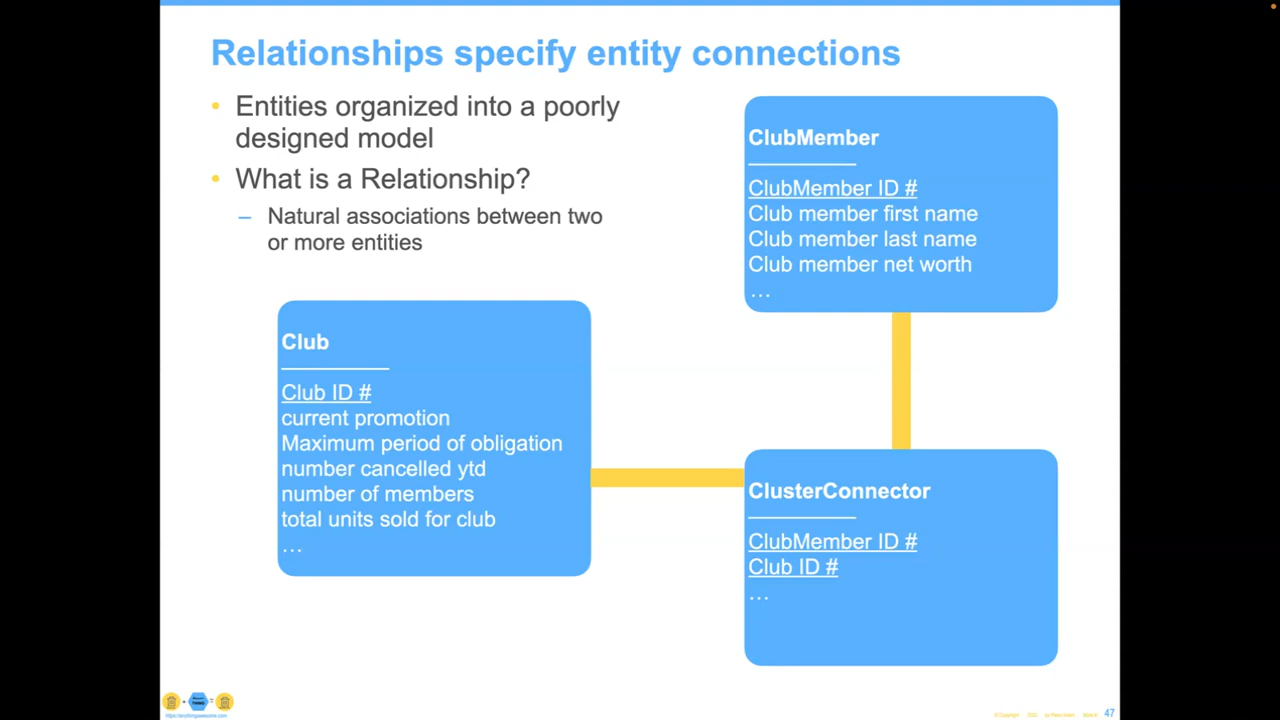 Relationships specify entity connections
• Entities organized into a poorly
designed model
• What is a Relationship?
– Natural associations between two
or more entities
ClubMember
ClubMember ID #
Club member first name
Club member last name
Club member net worth
…
Club
Club ID #
current promotion
Maximum period of obligation
number cancelled ytd
number of members
total units sold for club
…
ClusterConnector
ClubMember ID #
Club ID #
…
https://anythingawesome.com
47